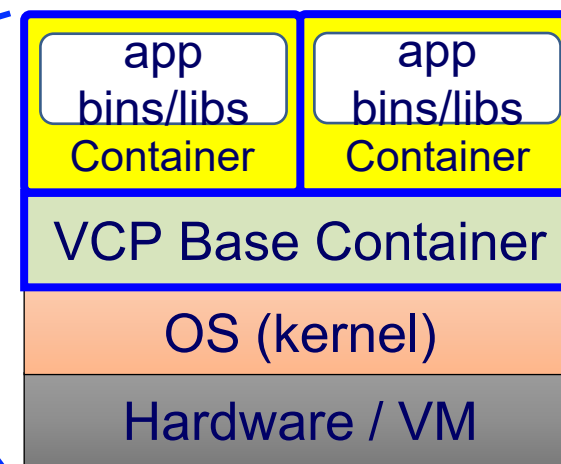 app
bins/libs
Container
app
bins/libs
Container
VCP Base Container
OS (kernel)
Hardware / VM